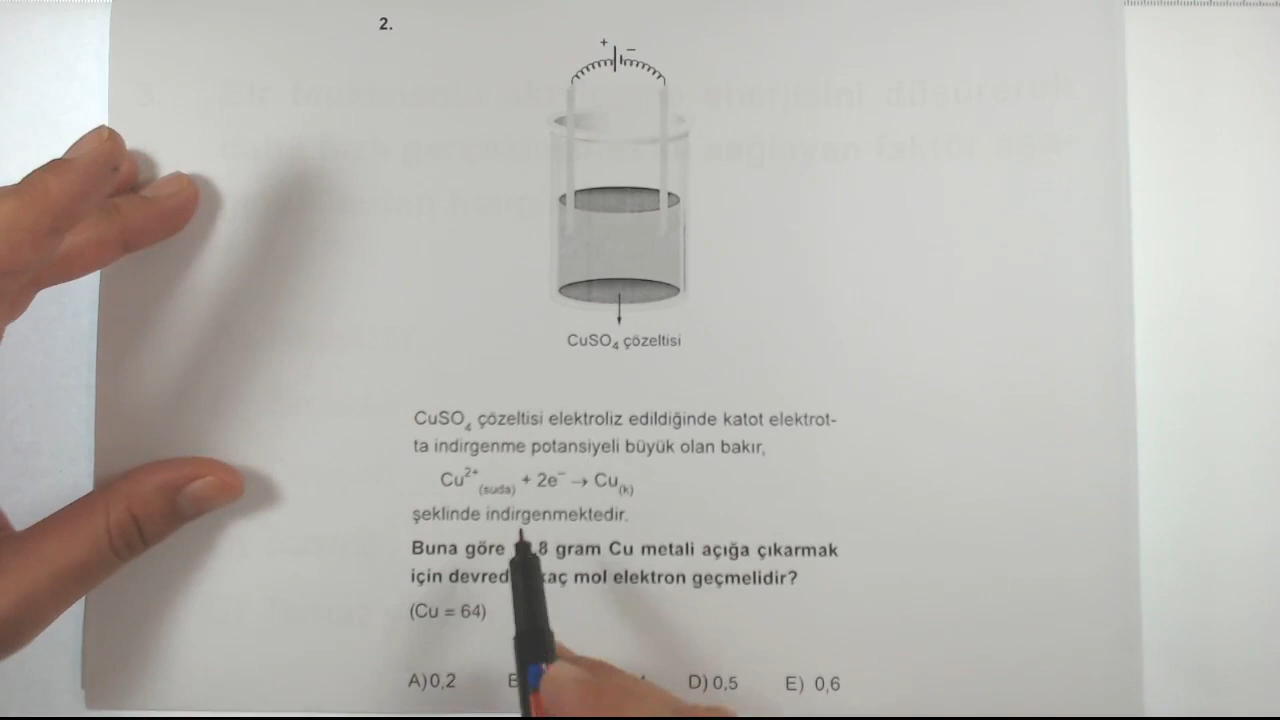 2.
+ −
CuSO₄ çözeltisi
CuSO₄ çözeltisi elektroliz edildiğinde katot elektrot-
ta indirgenme potansiyeli büyük olan bakır,
Cu²⁺(suda) + 2e⁻ → Cu(k)
şeklinde indirgenmektedir.
Buna göre gram Cu metali açığa çıkarmak
için kaç mol elektron geçmelidir?
(Cu = 64)
A) 0,2 D) 0,5 E) 0,6